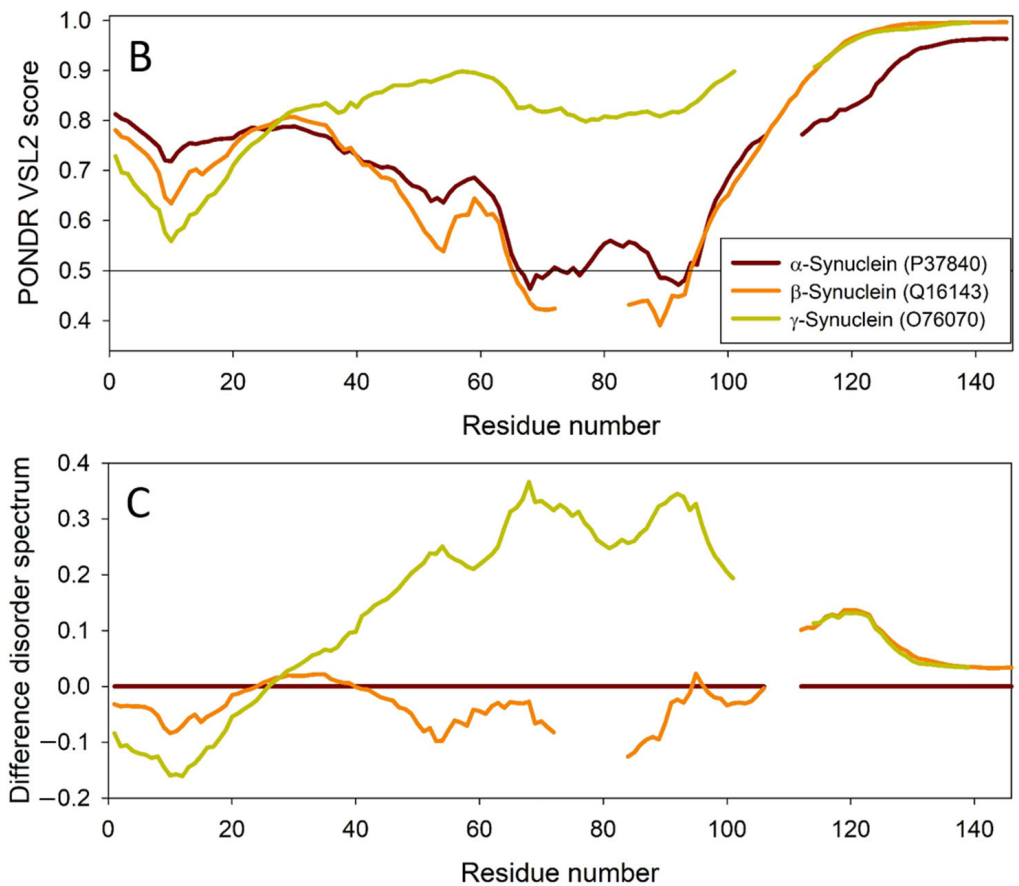 B
PONDR VSL2 score
1.0
0.9
0.8
0.7
0.6
0.5
0.4
α-Synuclein (P37840)
β-Synuclein (Q16143)
γ-Synuclein (O76070)
0 20 40 60 80 100 120 140
Residue number
C
Difference disorder spectrum
0.4
0.3
0.2
0.1
0.0
−0.1
−0.2
0 20 40 60 80 100 120 140
Residue number